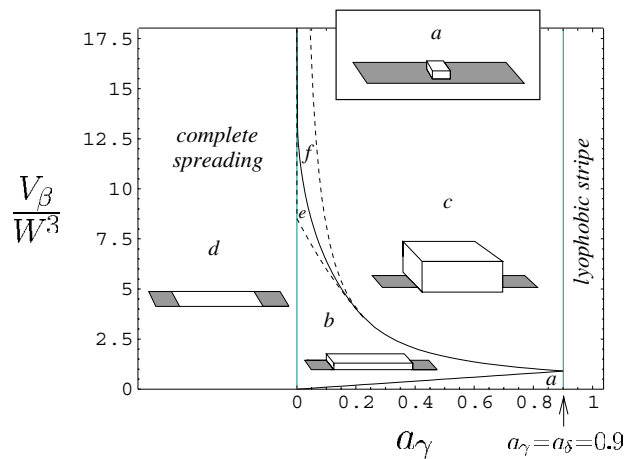 17.5
15
12.5
10
7.5
5
2.5
0
V_β
W^3
complete
spreading
d
a
f
e
c
b
a
lyophobic stripe
0
0.2
0.4
0.6
0.8
1
a_γ
a_γ=a_δ=0.9